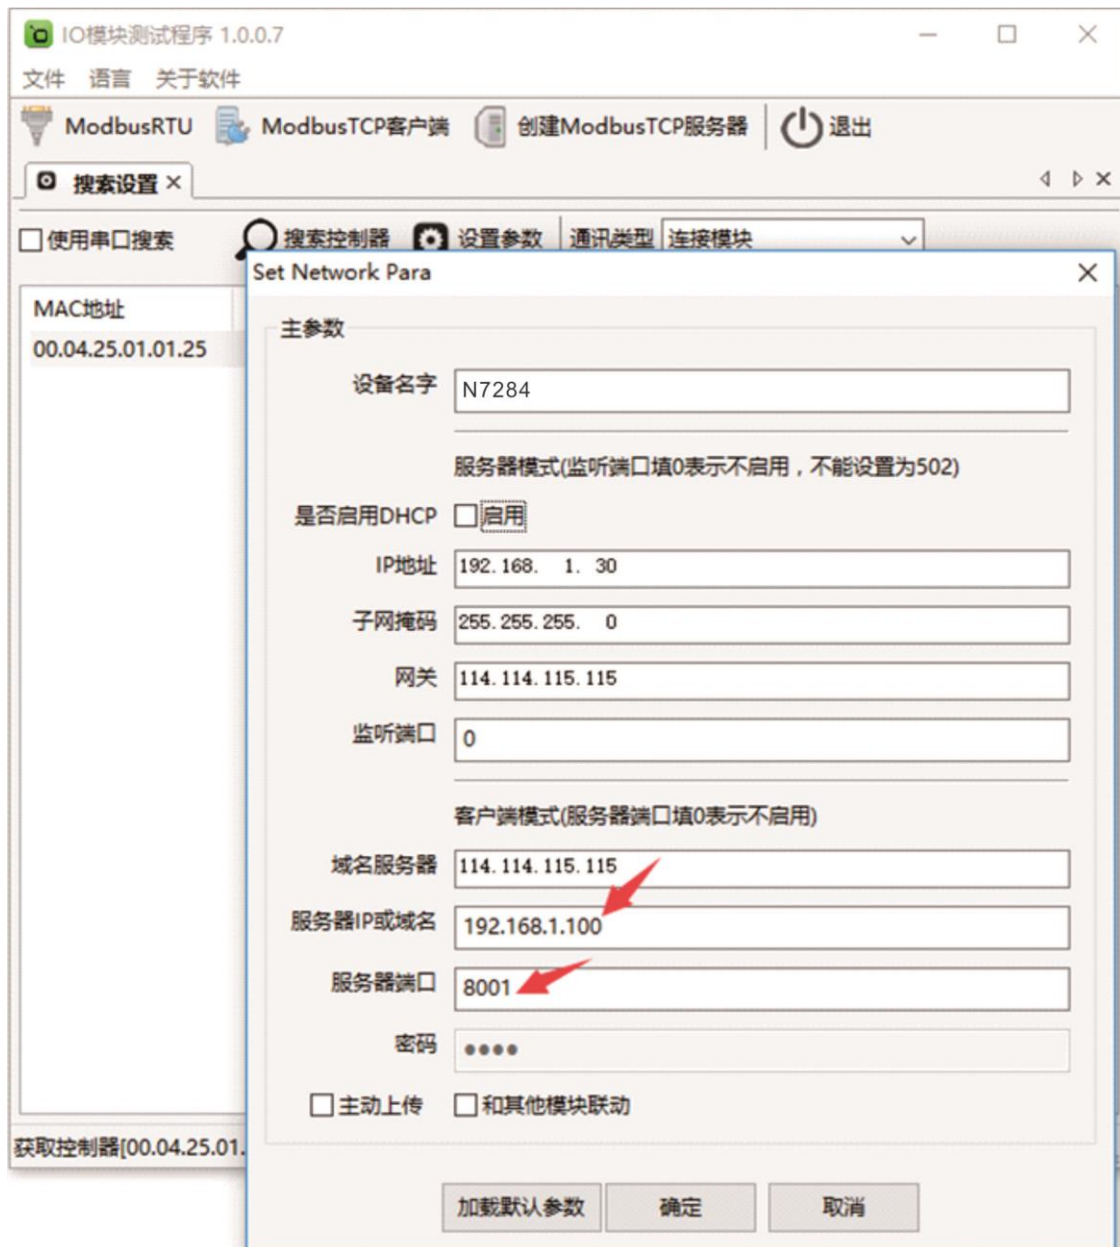 IO模块测试程序 1.0.0.7
文件 语言 关于软件
ModbusRTU ModbusTCP客户端 创建ModbusTCP服务器 退出
搜索设置
使用串口搜索 搜索控制器 设置参数 通讯类型 连接模块
Set Network Para
MAC地址
00.04.25.01.01.25
主参数
设备名字 N7284
服务器模式(监听端口填0表示不启用，不能设置为502)
是否启用DHCP 启用
IP地址 192.168. 1. 30
子网掩码 255.255.255. 0
网关 114.114.115.115
监听端口 0
客户端模式(服务器端口填0表示不启用)
域名服务器 114.114.115.115
服务器IP或域名 192.168.1.100
服务器端口 8001
密码 ●●●●
主动上传 和其他模块联动
获取控制器[00.04.25.01.
加载默认参数 确定 取消